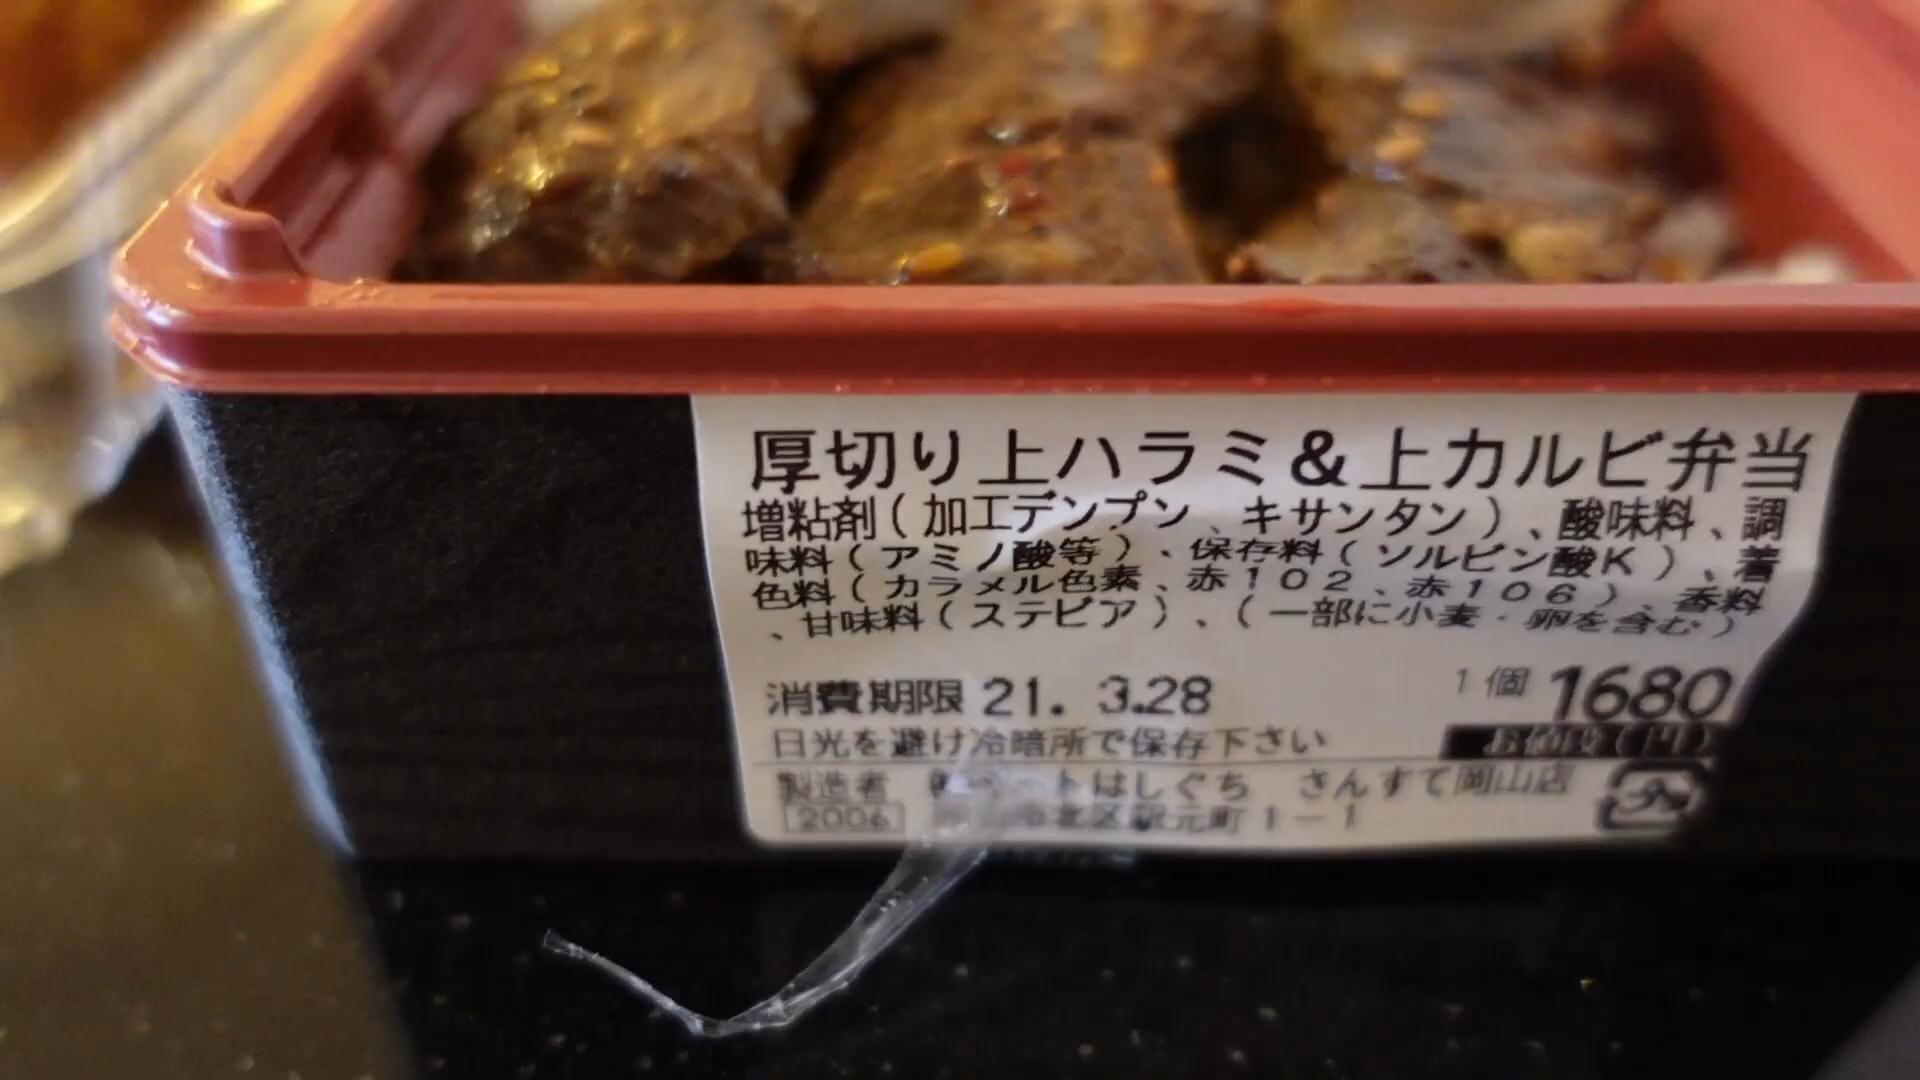 厚切り上ハラミ&上カルビ弁当
増粘剤(加工デンプン、キサンタン)、酸味料、調
味料(アミノ酸等)、保存料(ソルビン酸K)、着
色料(カラメル色素、赤102、赤106)、香料
、甘味料(ステビア)、(一部に小麦・卵を含む)
消費期限 21. 3.28
1個 1680
日光を避け冷暗所で保存下さい
製造者 はしぐち さんすて岡山店
2006 北区駅元町1-1